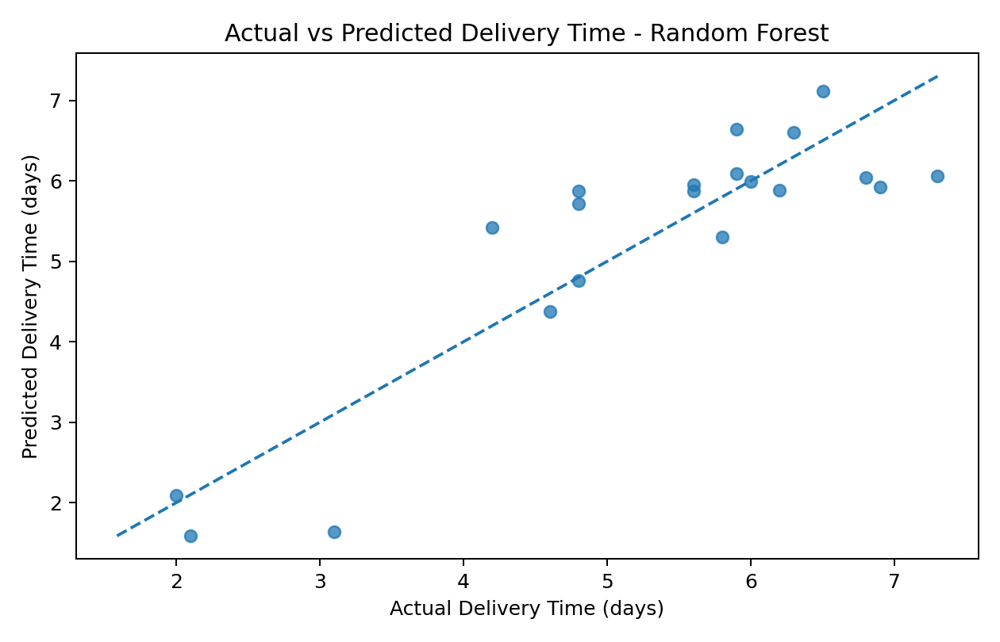 Actual vs Predicted Delivery Time - Random Forest
Predicted Delivery Time (days)
7
6
5
4
3
2
2 3 4 5 6 7
Actual Delivery Time (days)